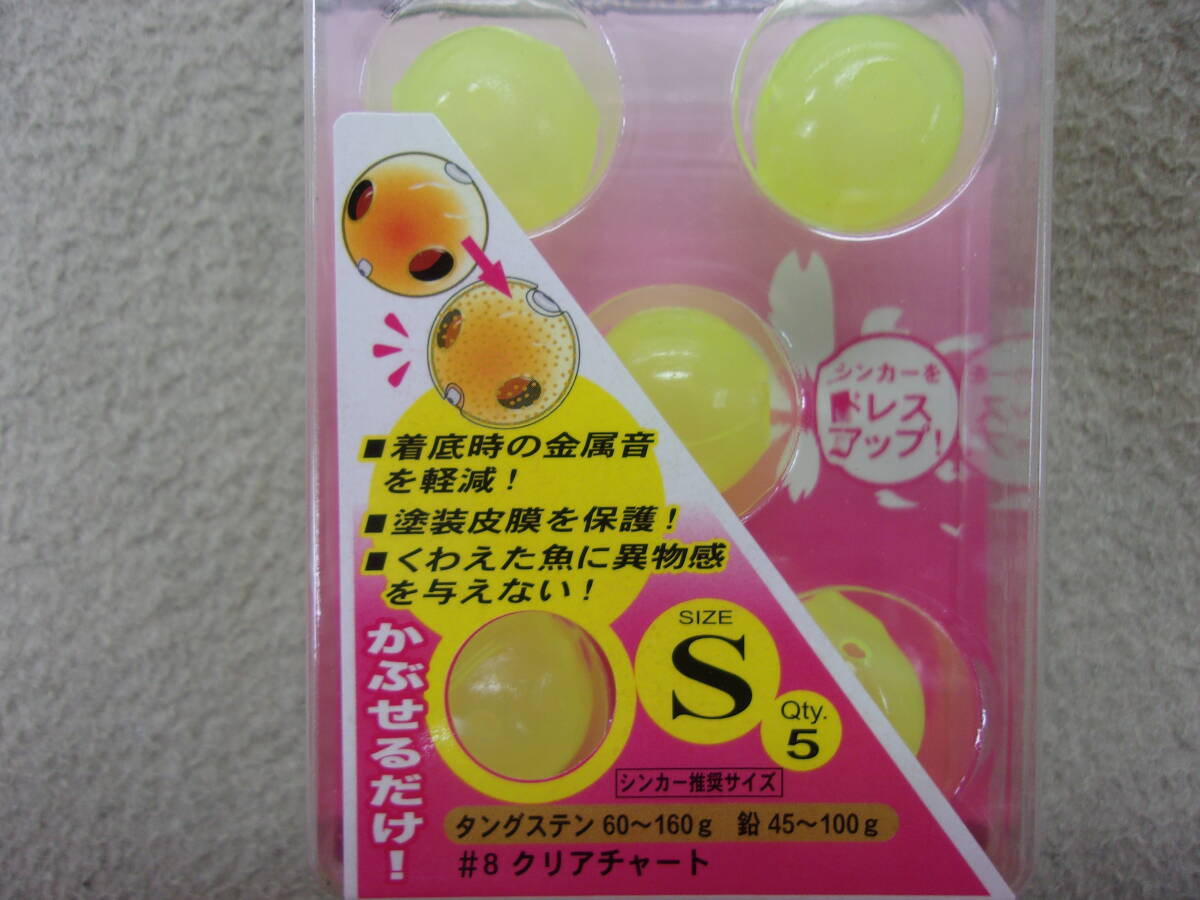 シンカーを
ドレス
アップ!
■着底時の金属音
を軽減!
■塗装皮膜を保護!
■くわえた魚に異物感
を与えない!
かぶせるだけ!
SIZE
S
Qty.
5
シンカー推奨サイズ
タングステン 60〜160g 鉛 45〜100g
#8 クリアチャート